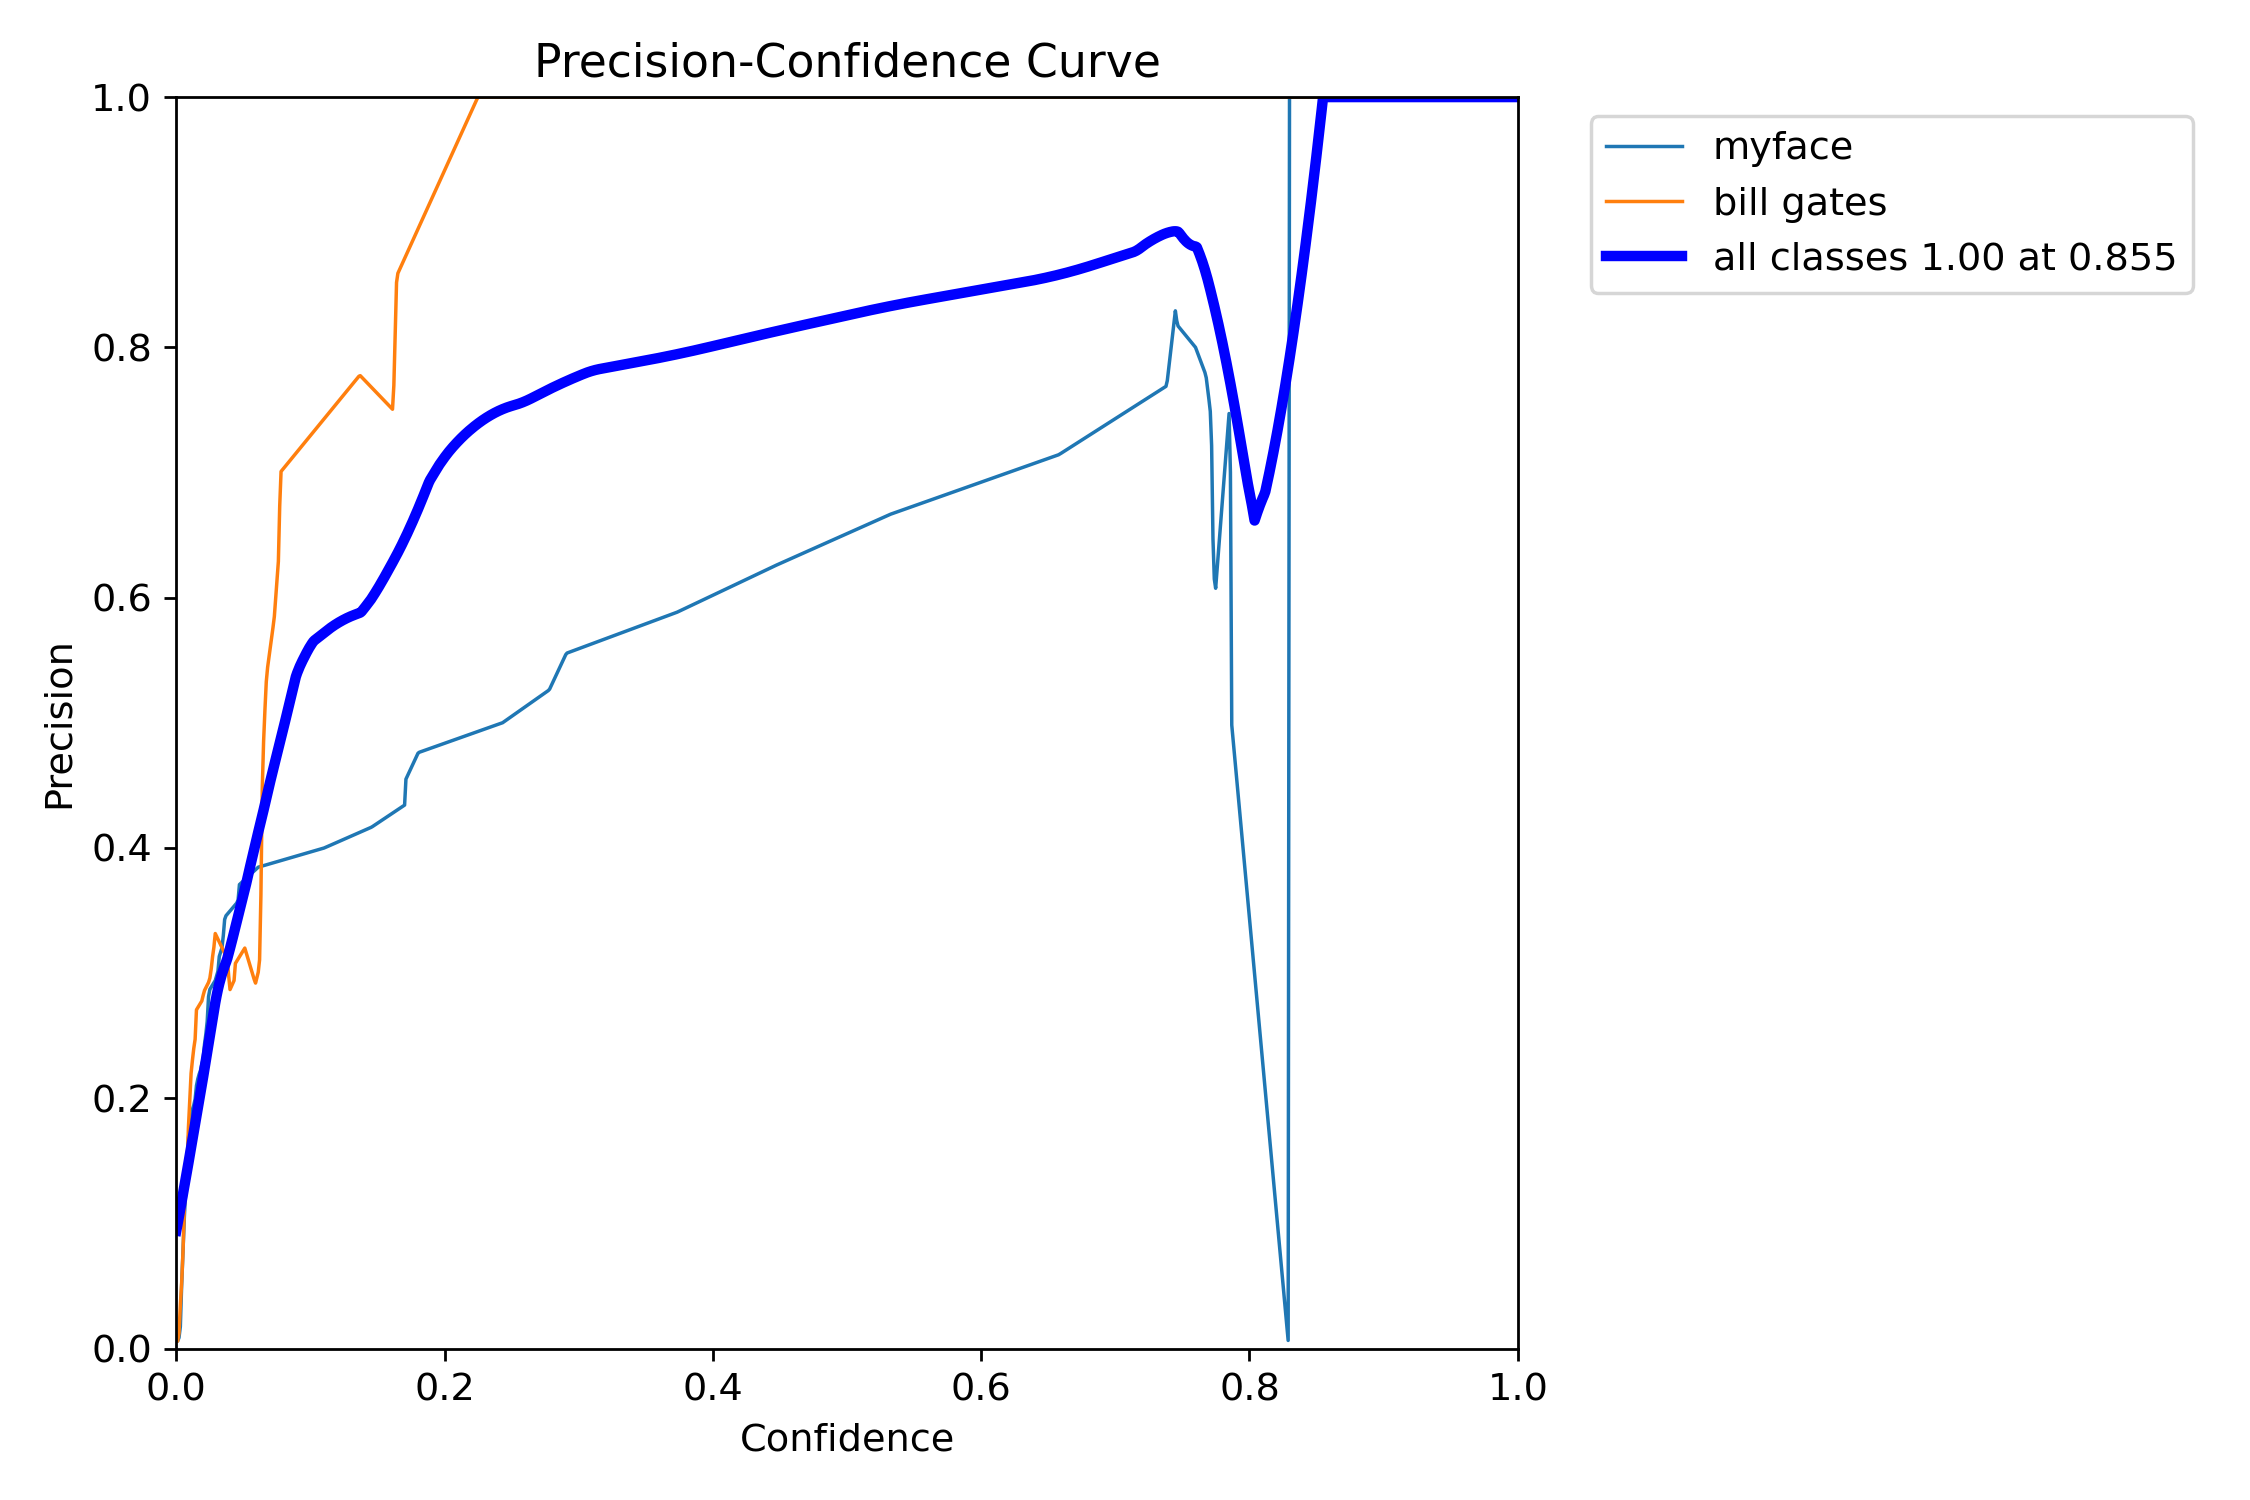 Precision-Confidence Curve
1.0
0.8
0.6
0.4
0.2
0.0
Precision
0.0 0.2 0.4 0.6 0.8 1.0
Confidence
myface
bill gates
all classes 1.00 at 0.855